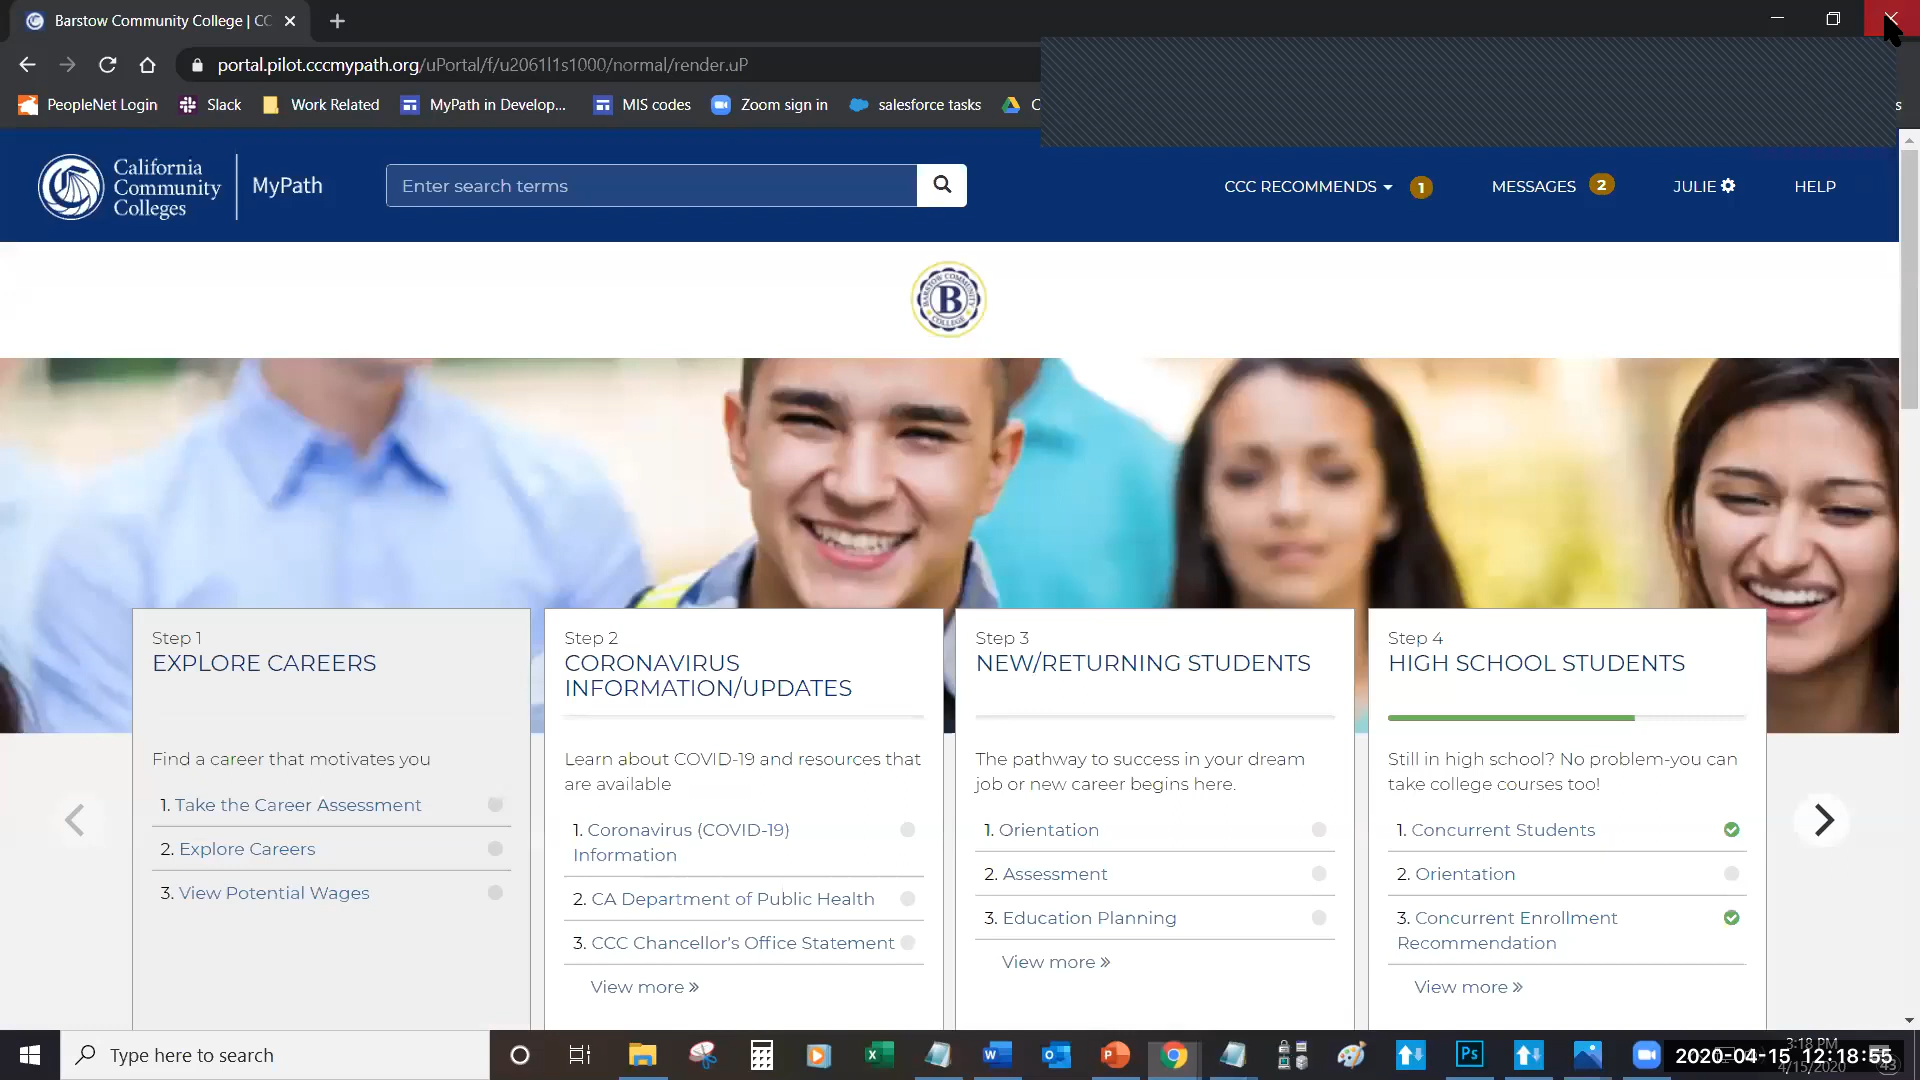 Barstow Community College | CC
portal.pilot.cccmypath.org/uPortal/f/u2061l1s1000/normal/render.uP
PeopleNet Login Slack Work Related MyPath in Develop... MIS codes Zoom sign in salesforce tasks C s
California
Community
Colleges
MyPath
Enter search terms
CCC RECOMMENDS 1 MESSAGES 2 JULIE HELP
BARSTOW COMMUNITY
B
COLLEGE
Step 1
EXPLORE CAREERS
Find a career that motivates you
1. Take the Career Assessment
2. Explore Careers
3. View Potential Wages
Step 2
CORONAVIRUS
INFORMATION/UPDATES
Learn about COVID-19 and resources that
are available
1. Coronavirus (COVID-19)
Information
2. CA Department of Public Health
3. CCC Chancellor's Office Statement
View more »
Step 3
NEW/RETURNING STUDENTS
The pathway to success in your dream
job or new career begins here.
1. Orientation
2. Assessment
3. Education Planning
View more »
Step 4
HIGH SCHOOL STUDENTS
Still in high school? No problem-you can
take college courses too!
1. Concurrent Students
2. Orientation
3. Concurrent Enrollment
Recommendation
View more »
Type here to search
3:18 PM
2020-04-15 12:18:55
4/15/2020
43